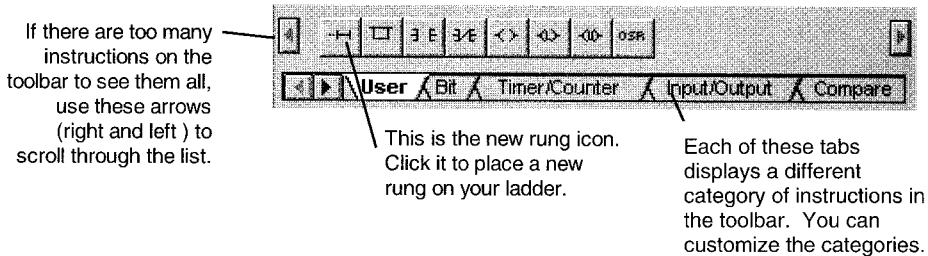 If there are too many
instructions on the
toolbar to see them all,
use these arrows
(right and left ) to
scroll through the list.
OSR
User Bit Timer/Counter Input/Output Compare
This is the new rung icon.
Click it to place a new
rung on your ladder.
Each of these tabs
displays a different
category of instructions in
the toolbar. You can
customize the categories.